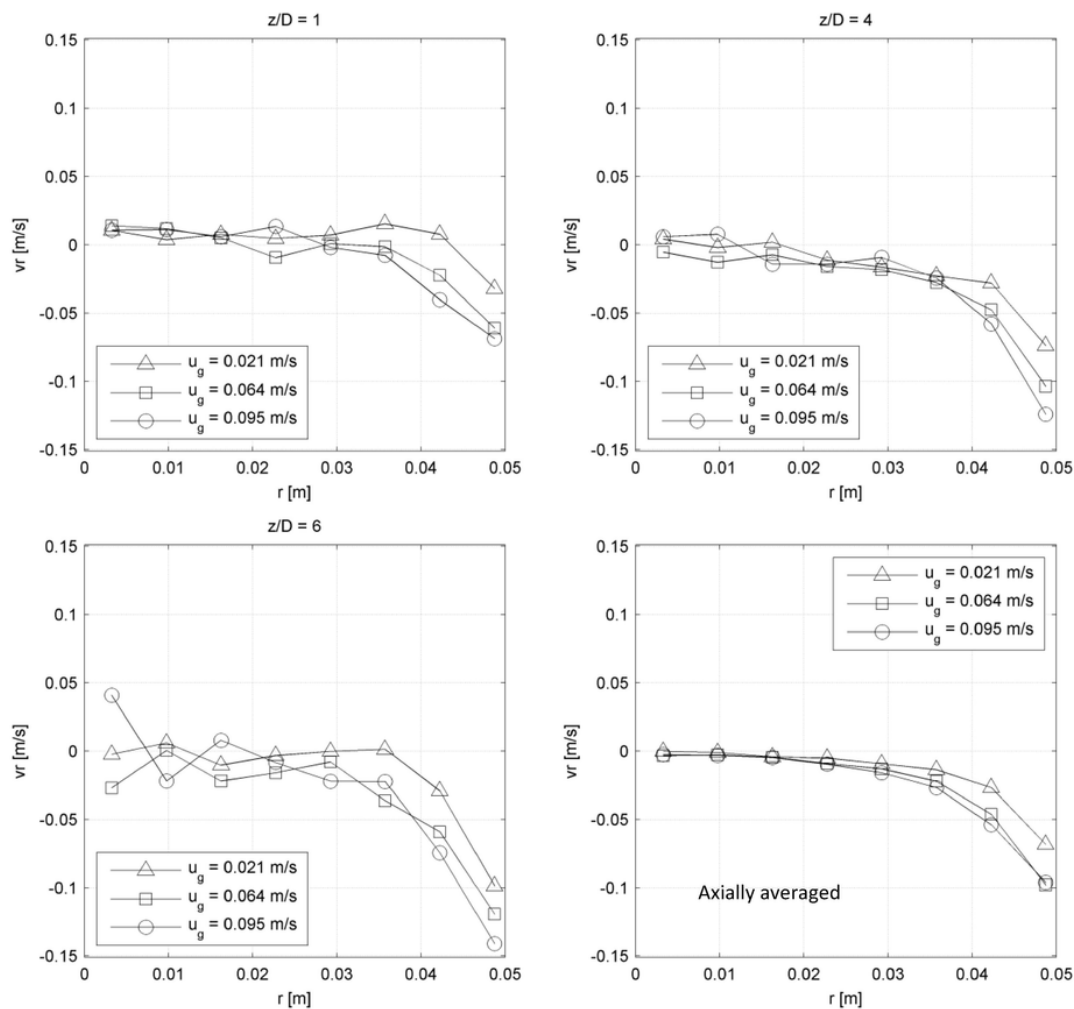 z/D = 1
0.15
0.1
0.05
0
-0.05
-0.1
-0.15
vr [m/s]
u_g = 0.021 m/s
u_g = 0.064 m/s
u_g = 0.095 m/s
0 0.01 0.02 0.03 0.04 0.05
r [m]
z/D = 4
0.15
0.1
0.05
0
-0.05
-0.1
-0.15
vr [m/s]
u_g = 0.021 m/s
u_g = 0.064 m/s
u_g = 0.095 m/s
0 0.01 0.02 0.03 0.04 0.05
r [m]
z/D = 6
0.15
0.1
0.05
0
-0.05
-0.1
-0.15
vr [m/s]
u_g = 0.021 m/s
u_g = 0.064 m/s
u_g = 0.095 m/s
0 0.01 0.02 0.03 0.04 0.05
r [m]
0.15
0.1
0.05
0
-0.05
-0.1
-0.15
vr [m/s]
u_g = 0.021 m/s
u_g = 0.064 m/s
u_g = 0.095 m/s
Axially averaged
0 0.01 0.02 0.03 0.04 0.05
r [m]